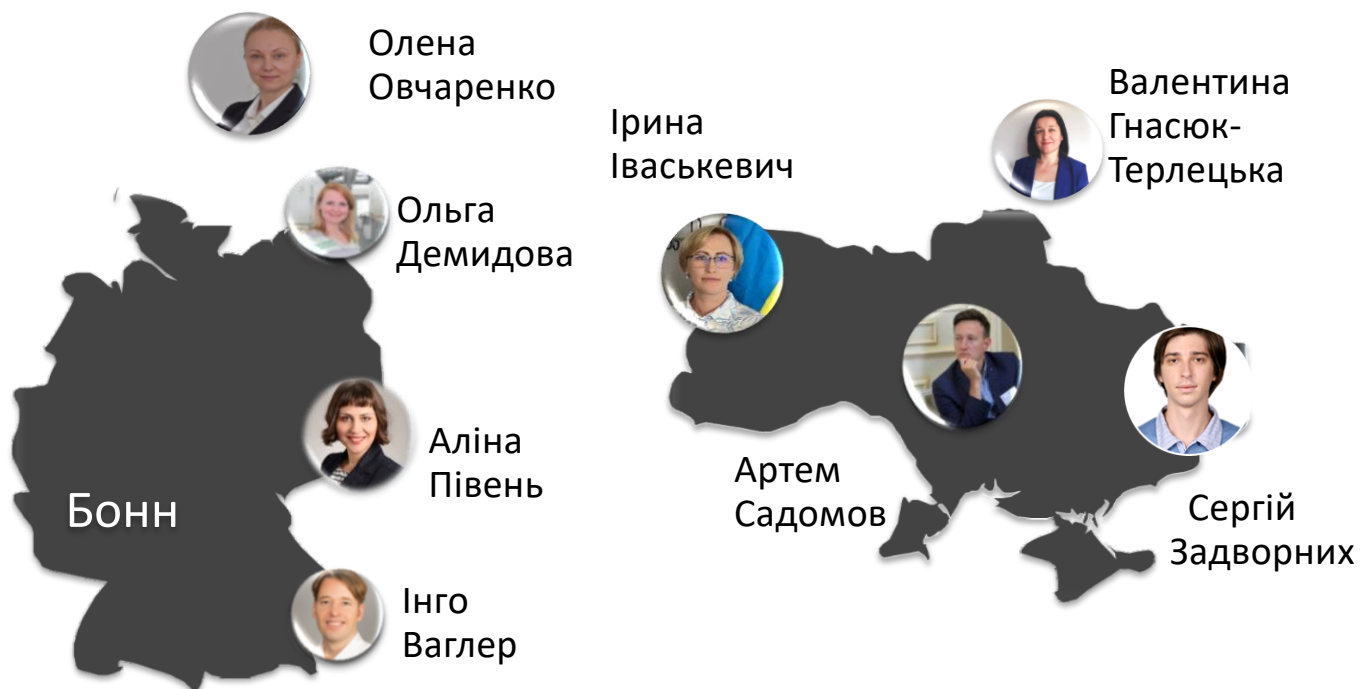 Олена
Овчаренко
Ольга
Демидова
Аліна
Півень
Бонн
Інго
Ваглер
Ірина
Іваськевич
Валентина
Гнасюк-
Терлецька
Артем
Садомов
Сергій
Задворних